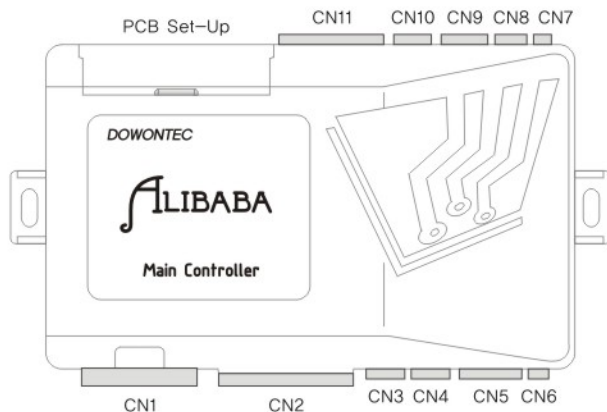 PCB Set-Up CN11 CN10 CN9 CN8 CN7
DOWONTEC
ALIBABA
Main Controller
CN1 CN2 CN3 CN4 CN5 CN6